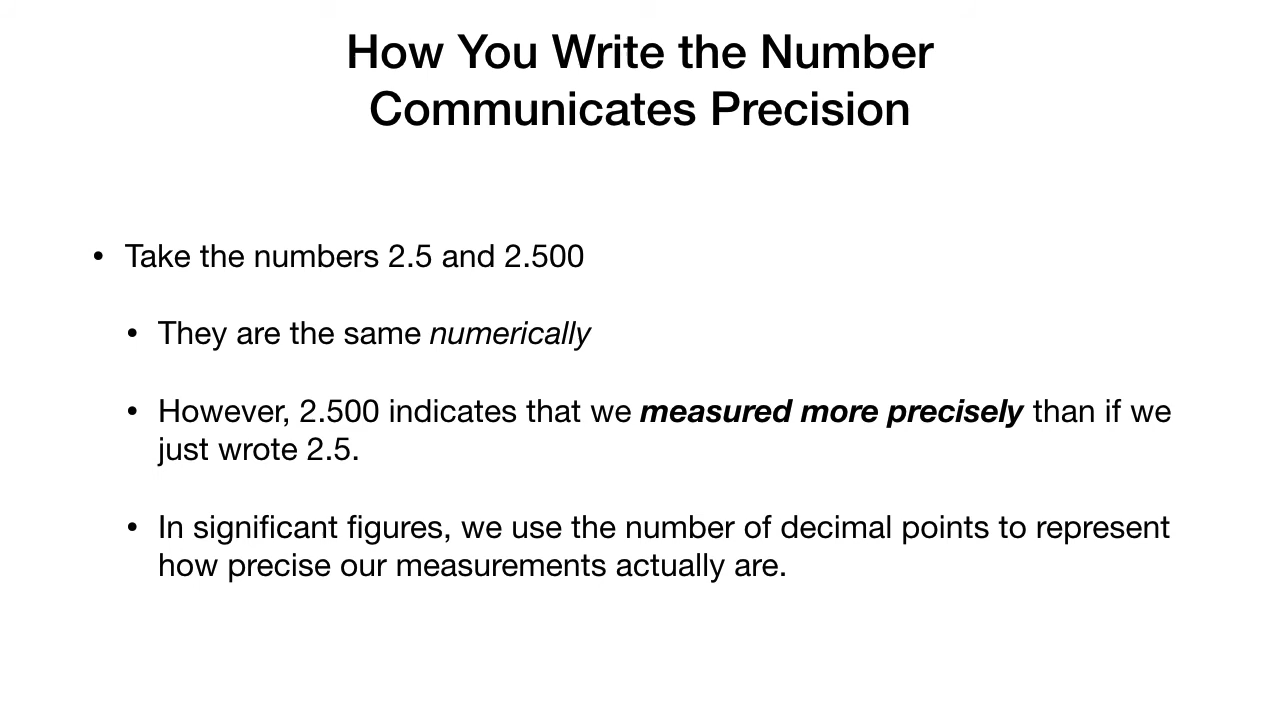 How You Write the Number
Communicates Precision
• Take the numbers 2.5 and 2.500
• They are the same numerically
• However, 2.500 indicates that we measured more precisely than if we
just wrote 2.5.
• In significant figures, we use the number of decimal points to represent
how precise our measurements actually are.